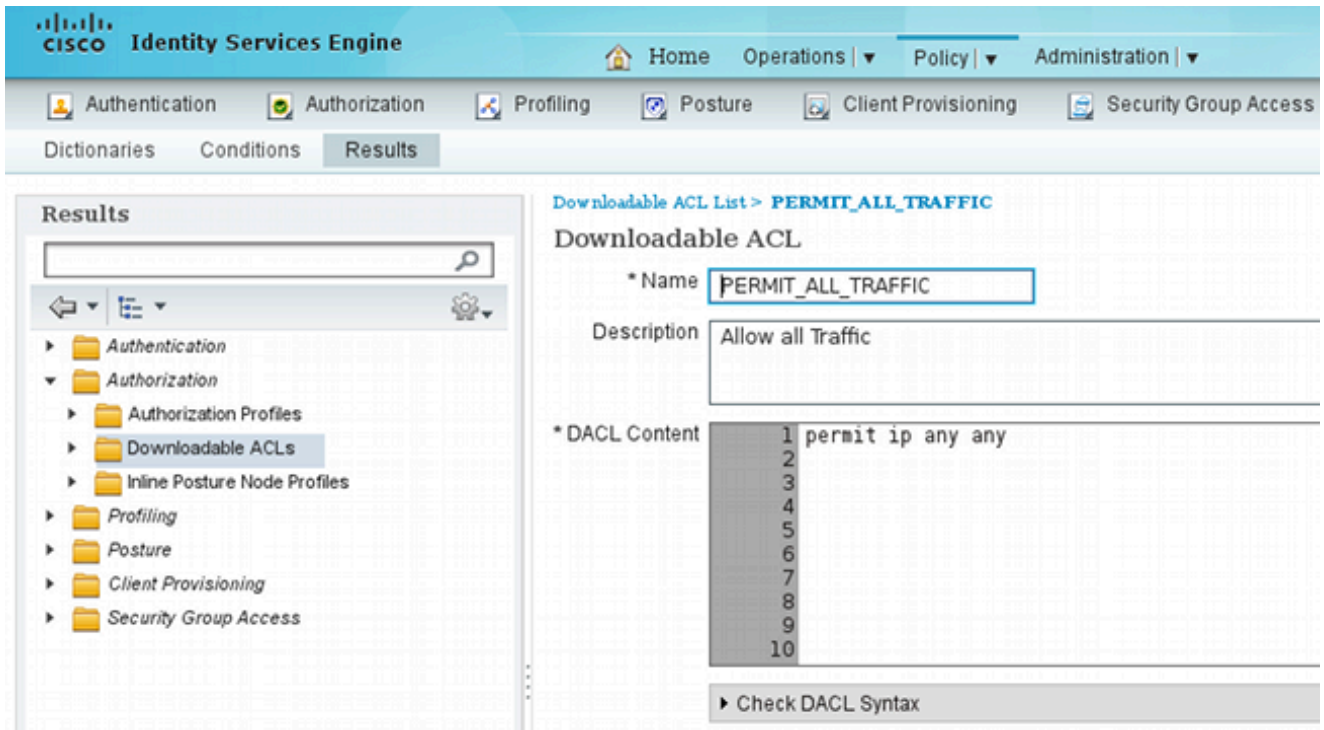 CISCO Identity Services Engine
Home Operations | ▼ Policy | ▼ Administration | ▼
Authentication Authorization Profiling Posture Client Provisioning Security Group Access
Dictionaries Conditions Results
Results
Authentication
Authorization
Authorization Profiles
Downloadable ACLs
Inline Posture Node Profiles
Profiling
Posture
Client Provisioning
Security Group Access
Downloadable ACL List > PERMIT_ALL_TRAFFIC
Downloadable ACL
* Name PERMIT_ALL_TRAFFIC
Description Allow all Traffic
* DACL Content 1 permit ip any any
2
3
4
5
6
7
8
9
10
Check DACL Syntax